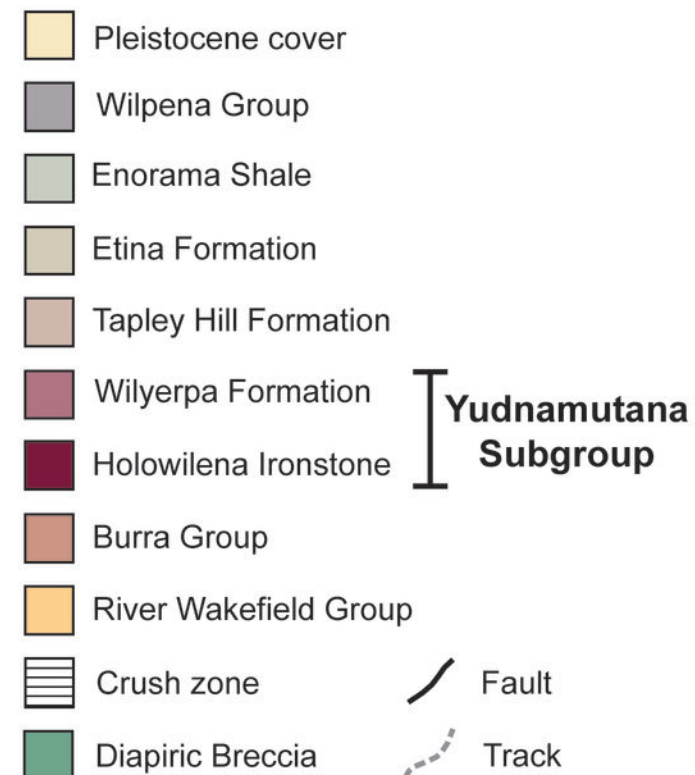 Pleistocene cover
Wilpena Group
Enorama Shale
Etina Formation
Tapley Hill Formation
Wilyerpa Formation
Holowilena Ironstone
Yudnamutana
Subgroup
Burra Group
River Wakefield Group
Crush zone
Fault
Diapiric Breccia
Track